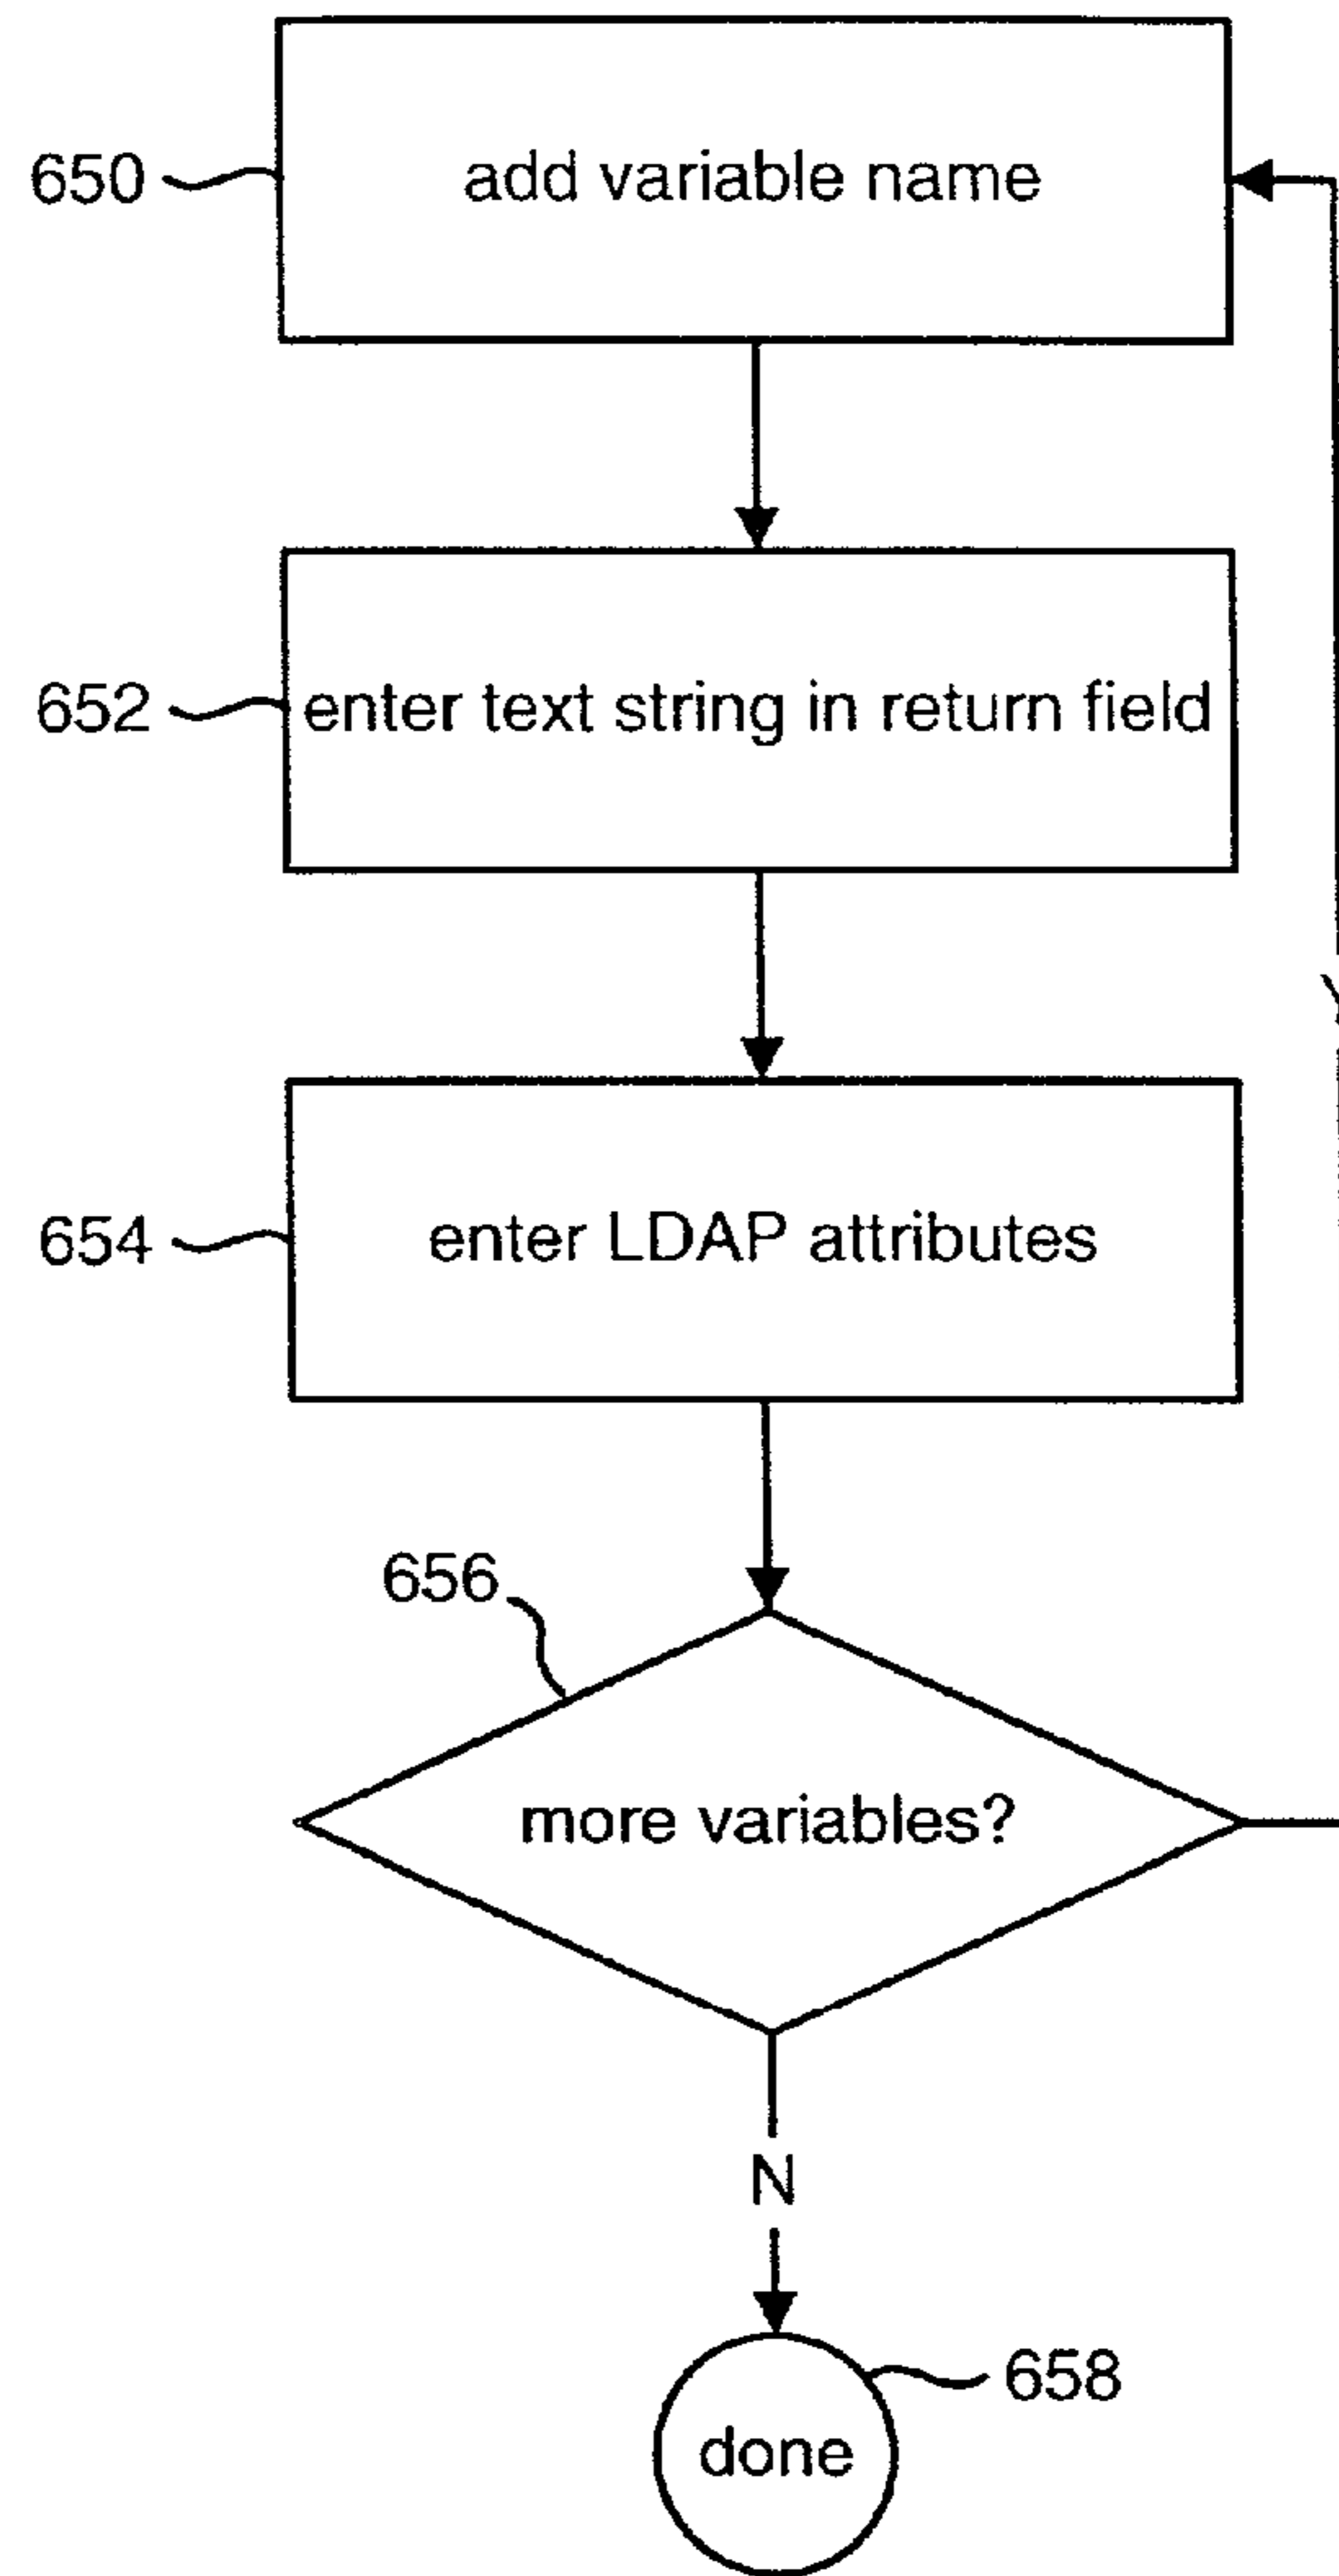 650
add variable name
652
enter text string in return field
654
enter LDAP attributes
656
more variables?
N
658
done